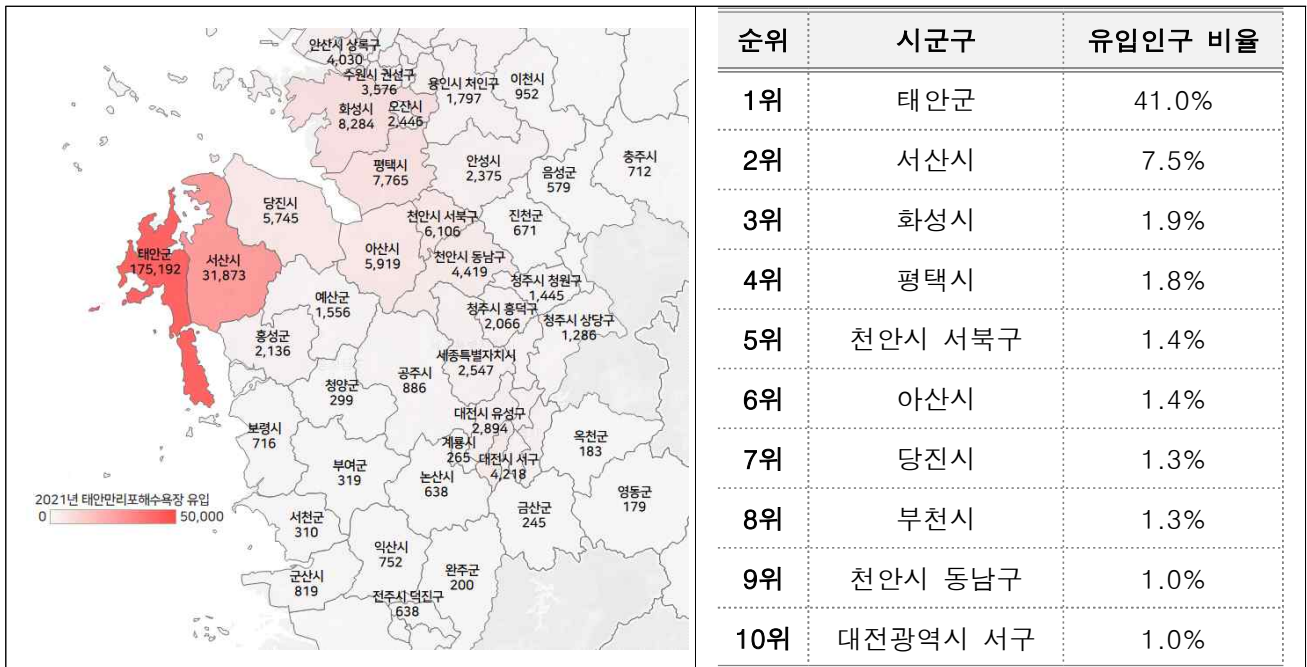 안산시 상록구
4,030
수원시 권선구
3,576
용인시 처인구
1,797
이천시
952
화성시
8,284
오산시
2,446
평택시
7,765
안성시
2,375
음성군
579
충주시
712
당진시
5,745
천안시 서북구
6,106
진천군
671
태안군
175,192
서산시
31,873
아산시
5,919
천안시 동남구
4,419
청주시 청원구
1,445
예산군
1,556
청주시 흥덕구
2,066
청주시 상당구
1,286
홍성군
2,136
세종특별자치시
2,547
공주시
886
청양군
299
대전시 유성구
2,894
보령시
716
계룡시
265
대전시 서구
4,218
옥천군
183
부여군
319
논산시
638
영동군
179
금산군
245
2021년 태안만리포해수욕장 유입
0 50,000
서천군
310
익산시
752
완주군
200
군산시
819
전주시 덕진구
638
순위 시군구 유입인구 비율
1위 태안군 41.0%
2위 서산시 7.5%
3위 화성시 1.9%
4위 평택시 1.8%
5위 천안시 서북구 1.4%
6위 아산시 1.4%
7위 당진시 1.3%
8위 부천시 1.3%
9위 천안시 동남구 1.0%
10위 대전광역시 서구 1.0%